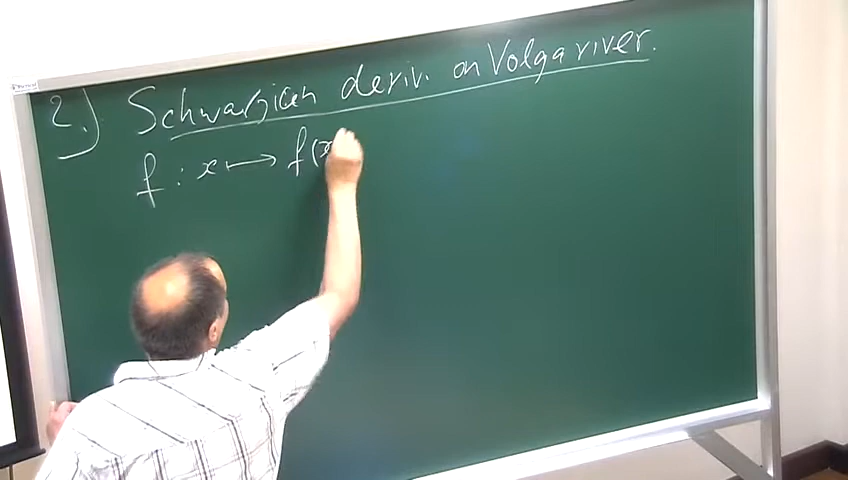 2.) Schwarzian deriv. on Volga river.
f : x ⟼ f(x